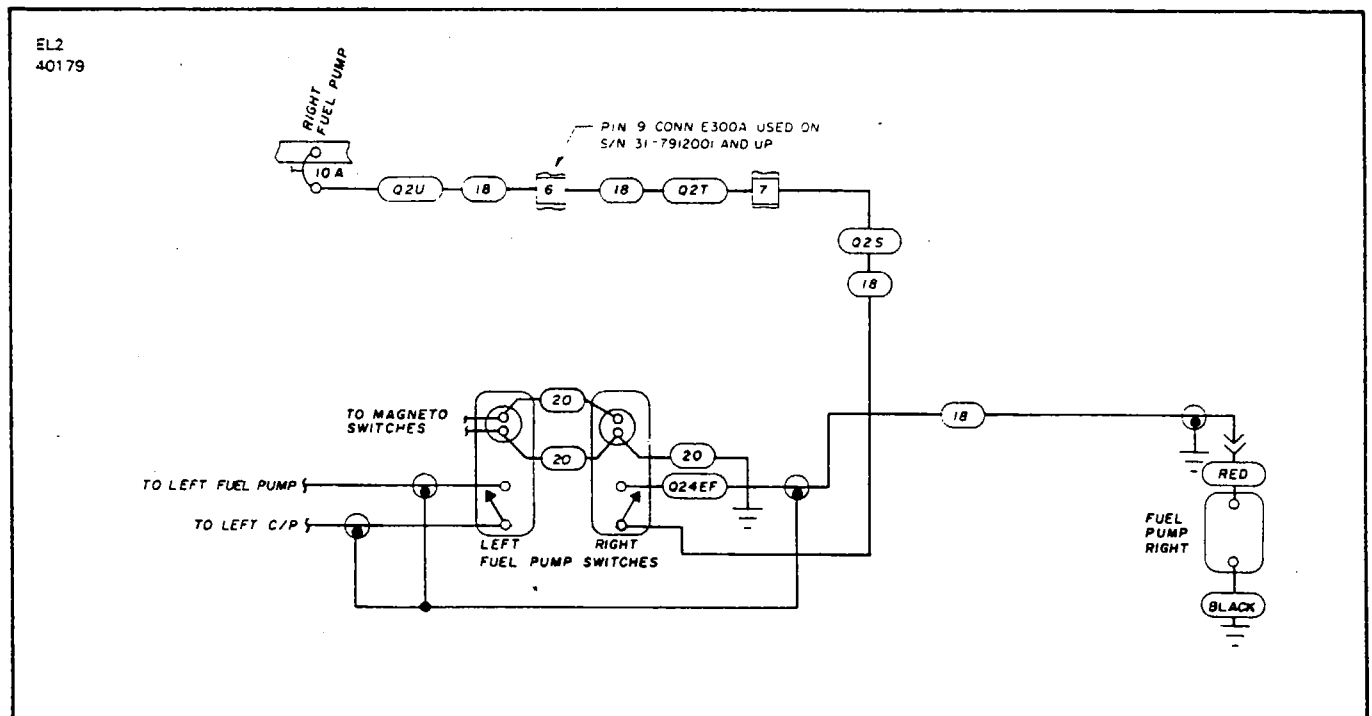 EL2
40179
RIGHT
FUEL PUMP
10 A
Q2U
18
6
PIN 9 CONN E300A USED ON
S/N 31-7912001 AND UP
18
Q2T
7
Q2S
18
TO MAGNETO
SWITCHES
20
20
20
18
TO LEFT FUEL PUMP
Q24EF
TO LEFT C/P
LEFT
RIGHT
FUEL PUMP SWITCHES
RED
FUEL
PUMP
RIGHT
BLACK